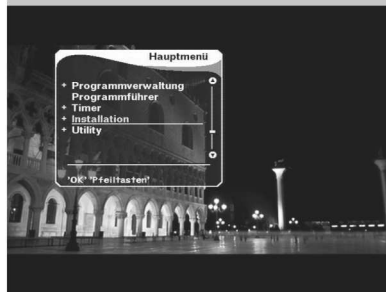 Hauptmenü
+ Programmverwaltung
Programmführer
+ Timer
+ Installation
+ Utility
'OK' 'Pfeiltasten'